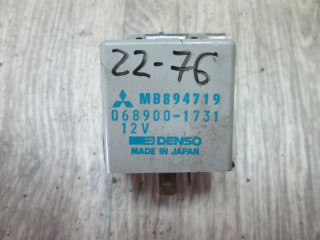 22-76
MB894719
068900-1731
12V
DENSO
MADE IN JAPAN